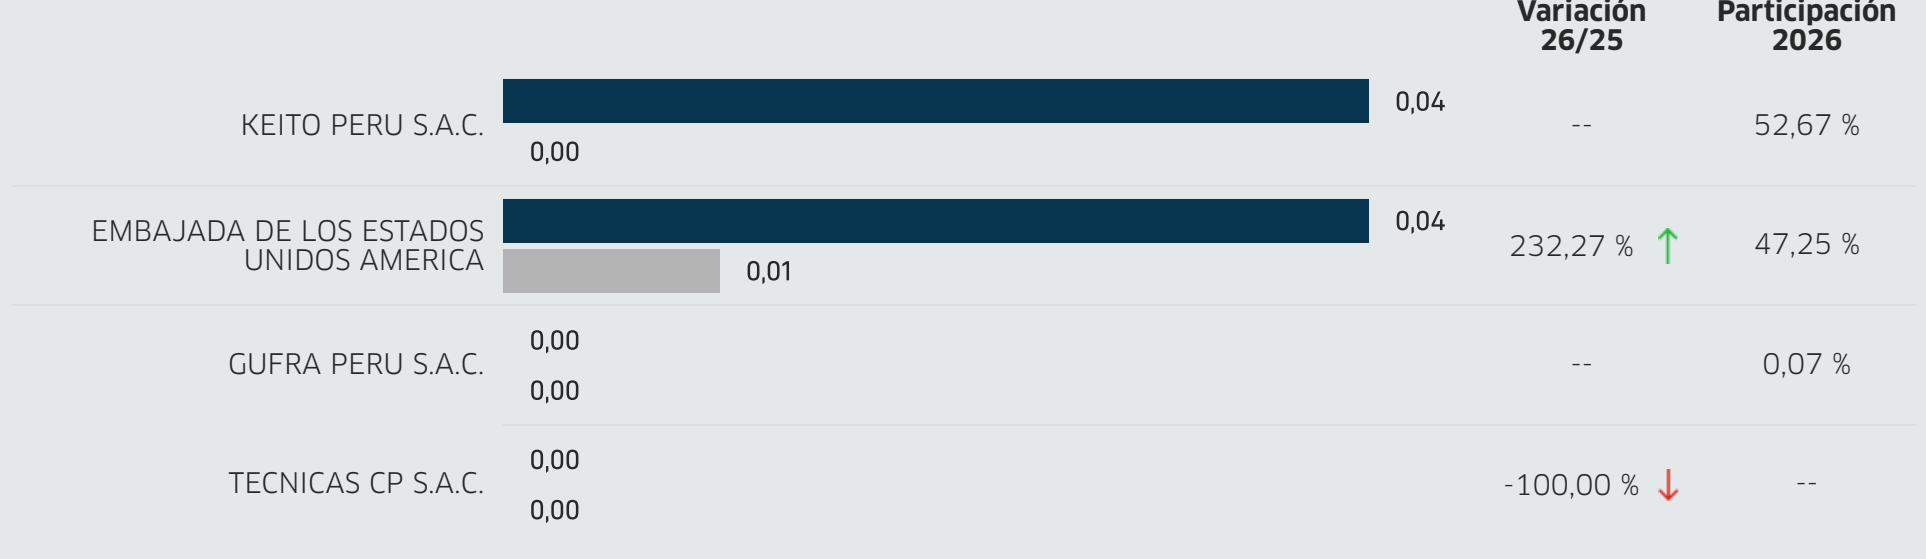 Variación
26/25
Participación
2026
KEITO PERU S.A.C.
0,04
0,00
--
52,67 %
EMBAJADA DE LOS ESTADOS
UNIDOS AMERICA
0,04
0,01
232,27 %
47,25 %
GUFRA PERU S.A.C.
0,00
0,00
--
0,07 %
TECNICAS CP S.A.C.
0,00
0,00
-100,00 %
--